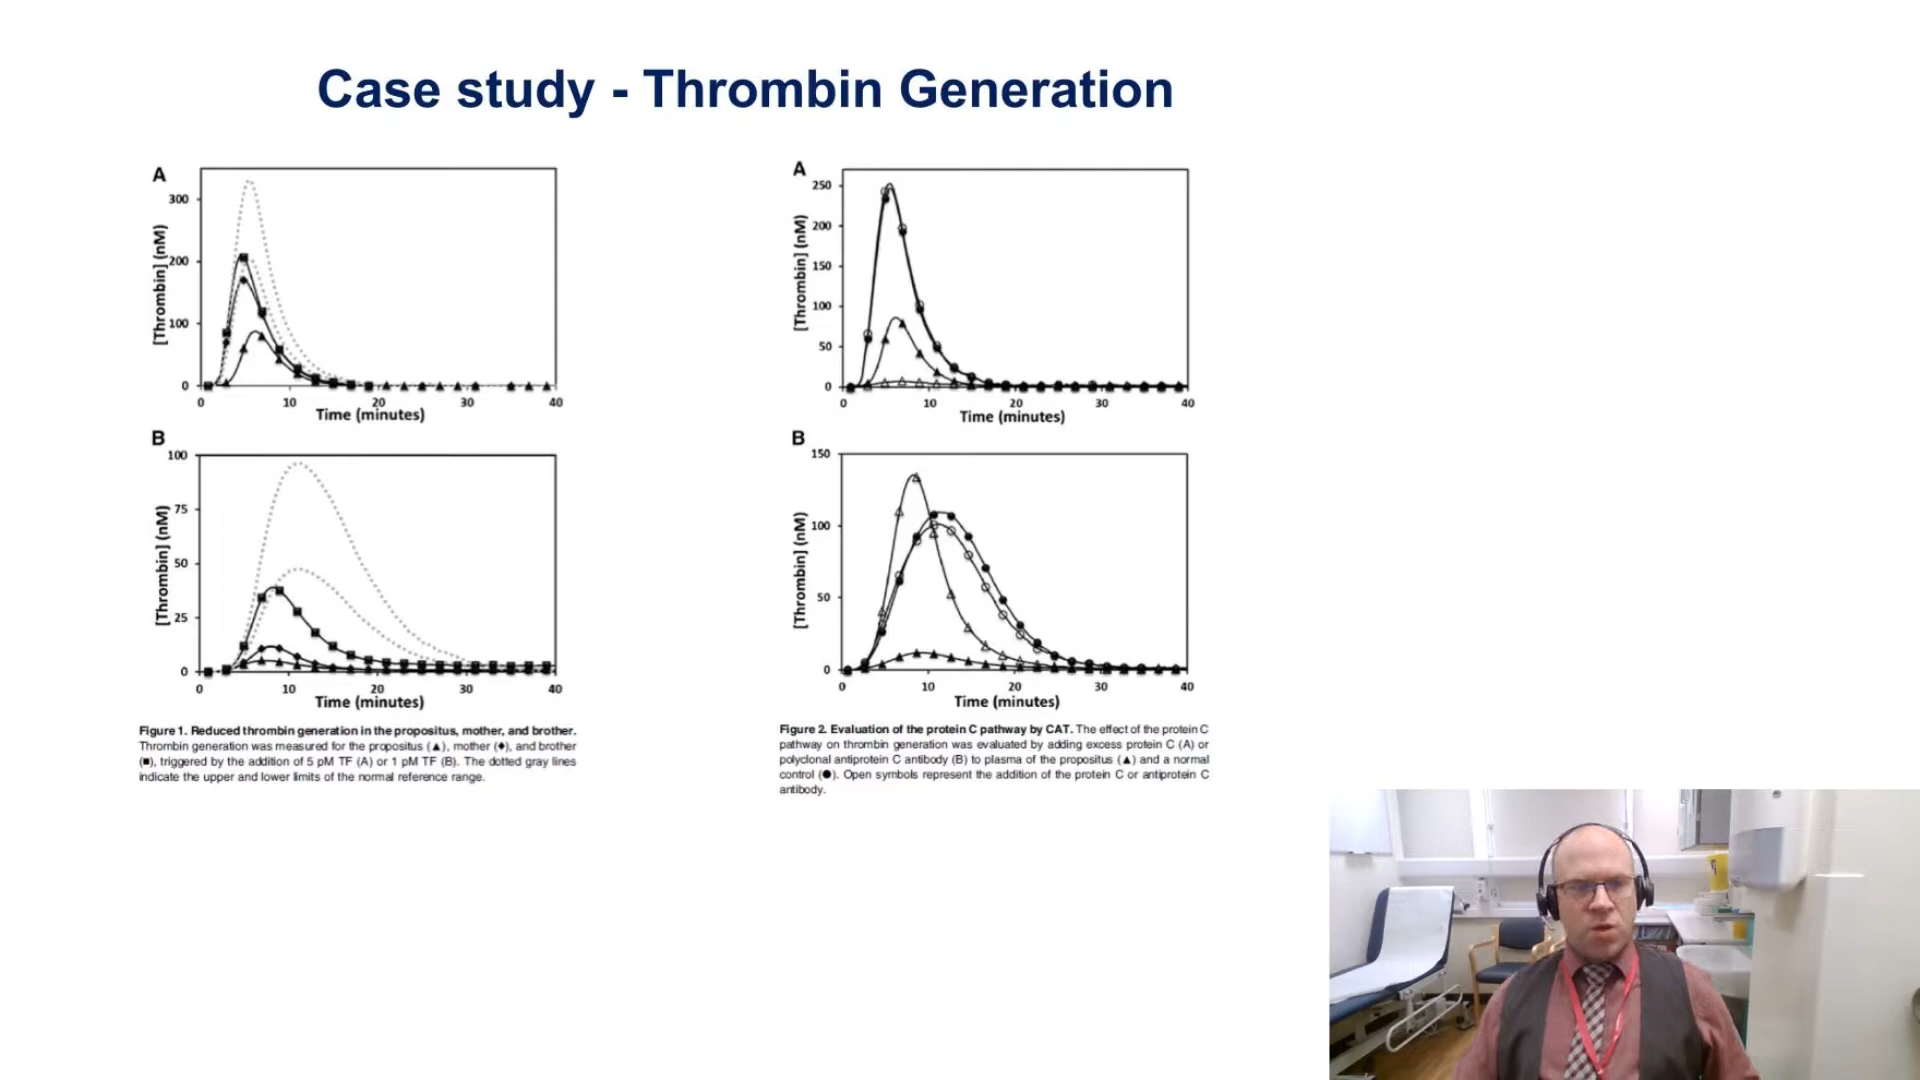 Case study - Thrombin Generation
A
[Thrombin] (nM)
300
200
100
0
0 10 20 30 40
Time (minutes)
B
[Thrombin] (nM)
100
75
50
25
0
0 10 20 30 40
Time (minutes)
Figure 1. Reduced thrombin generation in the propositus, mother, and brother.
Thrombin generation was measured for the propositus (▲), mother (♦), and brother
(■), triggered by the addition of 5 pM TF (A) or 1 pM TF (B). The dotted gray lines
indicate the upper and lower limits of the normal reference range.
A
[Thrombin] (nM)
250
200
150
100
50
0
0 10 20 30 40
Time (minutes)
B
[Thrombin] (nM)
150
100
50
0
0 10 20 30 40
Time (minutes)
Figure 2. Evaluation of the protein C pathway by CAT. The effect of the protein C
pathway on thrombin generation was evaluated by adding excess protein C (A) or
polyclonal antiprotein C antibody (B) to plasma of the propositus (▲) and a normal
control (●). Open symbols represent the addition of the protein C or antiprotein C
antibody.